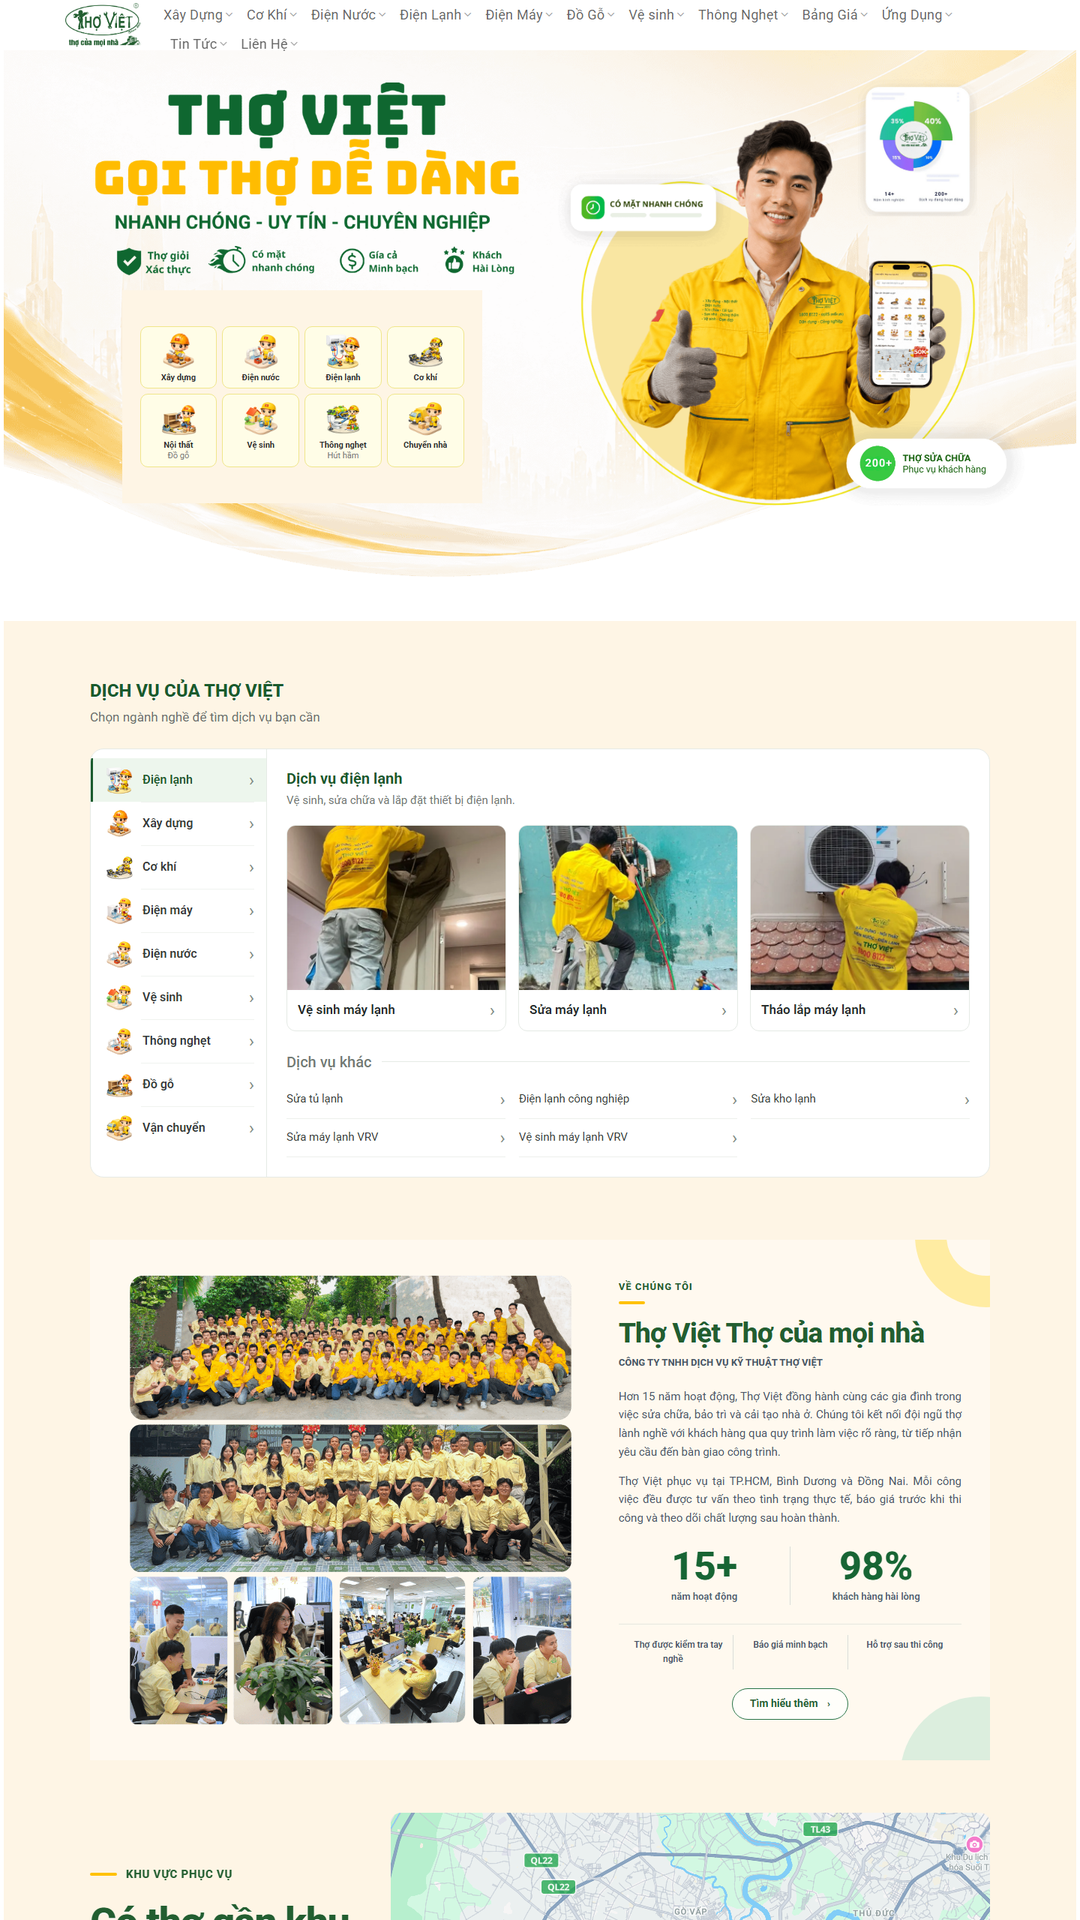 THỢ VIỆT
thợ của mọi nhà
Xây Dựng
Cơ Khí
Điện Nước
Điện Lạnh
Điện Máy
Đồ Gỗ
Vệ sinh
Thông Nghẹt
Bảng Giá
Ứng Dụng
Tin Tức
Liên Hệ
THỢ VIỆT
GỌI THỢ DỄ DÀNG
NHANH CHÓNG - UY TÍN - CHUYÊN NGHIỆP
Thợ giỏi
Xác thực
Có mặt
nhanh chóng
Gía cả
Minh bạch
Khách
Hài Lòng
Xây dựng
Điện nước
Điện lạnh
Cơ khí
Nội thất
Đồ gỗ
Vệ sinh
Thông nghẹt
Hút hầm
Chuyển nhà
CÓ MẶT NHANH CHÓNG
35%
40%
15%
14+
200+
THỢ VIỆT
50K
200+
THỢ SỬA CHỮA
Phục vụ khách hàng
DỊCH VỤ CỦA THỢ VIỆT
Chọn ngành nghề để tìm dịch vụ bạn cần
Điện lạnh
Xây dựng
Cơ khí
Điện máy
Điện nước
Vệ sinh
Thông nghẹt
Đồ gỗ
Vận chuyển
Dịch vụ điện lạnh
Vệ sinh, sửa chữa và lắp đặt thiết bị điện lạnh.
Vệ sinh máy lạnh
Sửa máy lạnh
Tháo lắp máy lạnh
Dịch vụ khác
Sửa tủ lạnh
Điện lạnh công nghiệp
Sửa kho lạnh
Sửa máy lạnh VRV
Vệ sinh máy lạnh VRV
VỀ CHÚNG TÔI
Thợ Việt Thợ của mọi nhà
CÔNG TY TNHH DỊCH VỤ KỸ THUẬT THỢ VIỆT
Hơn 15 năm hoạt động, Thợ Việt đồng hành cùng các gia đình trong
việc sửa chữa, bảo trì và cải tạo nhà ở. Chúng tôi kết nối đội ngũ thợ
lành nghề với khách hàng qua quy trình làm việc rõ ràng, từ tiếp nhận
yêu cầu đến bàn giao công trình.
Thợ Việt phục vụ tại TP.HCM, Bình Dương và Đồng Nai. Mỗi công
việc đều được tư vấn theo tình trạng thực tế, báo giá trước khi thi
công và theo dõi chất lượng sau hoàn thành.
15+
năm hoạt động
98%
khách hàng hài lòng
Thợ được kiểm tra tay
nghề
Báo giá minh bạch
Hỗ trợ sau thi công
Tìm hiểu thêm
KHU VỰC PHỤC VỤ
Có thợ gần khu
TL43
QL22
QL22
Khu Du lịch
GÒ VẤP
THỦ ĐỨC